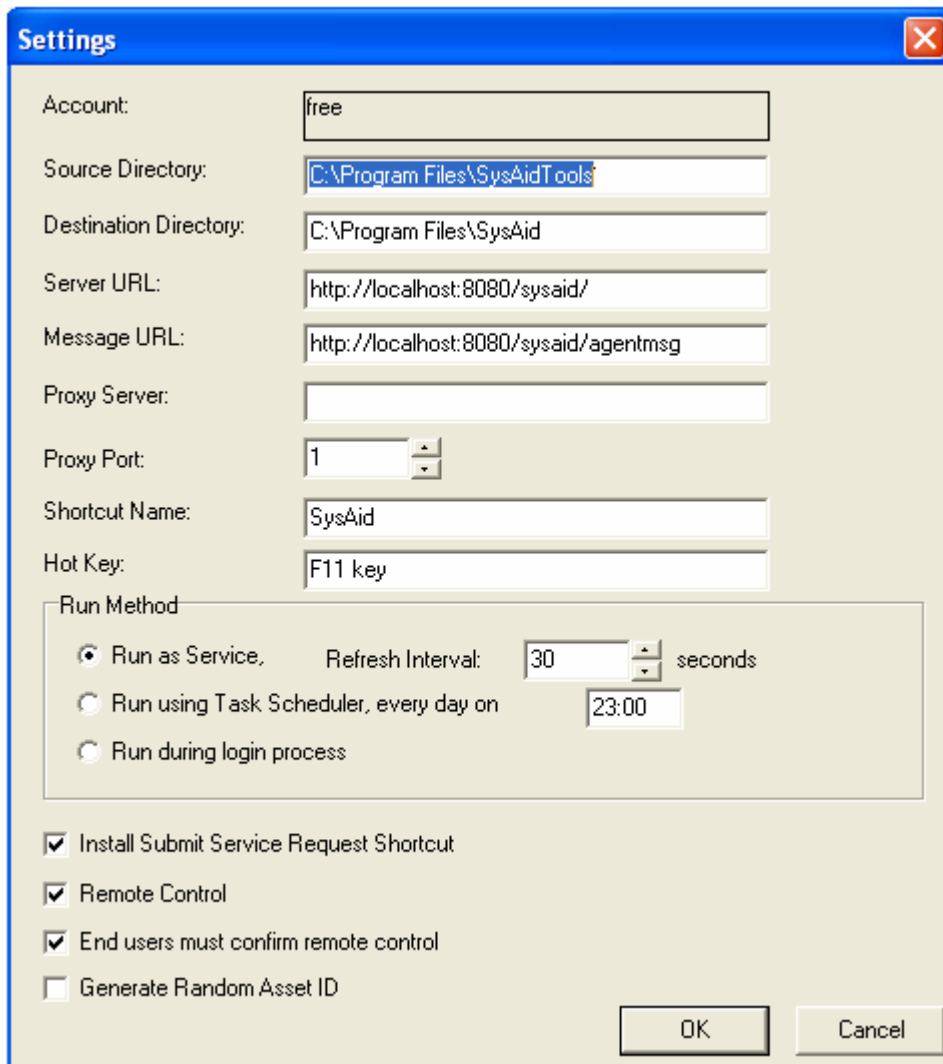 Settings
Account: free
Source Directory: C:\Program Files\SysAidTools
Destination Directory: C:\Program Files\SysAid
Server URL: http://localhost:8080/sysaid/
Message URL: http://localhost:8080/sysaid/agentmsg
Proxy Server:
Proxy Port: 1
Shortcut Name: SysAid
Hot Key: F11 key
Run Method
Run as Service, Refresh Interval: 30 seconds
Run using Task Scheduler, every day on 23:00
Run during login process
Install Submit Service Request Shortcut
Remote Control
End users must confirm remote control
Generate Random Asset ID
OK Cancel